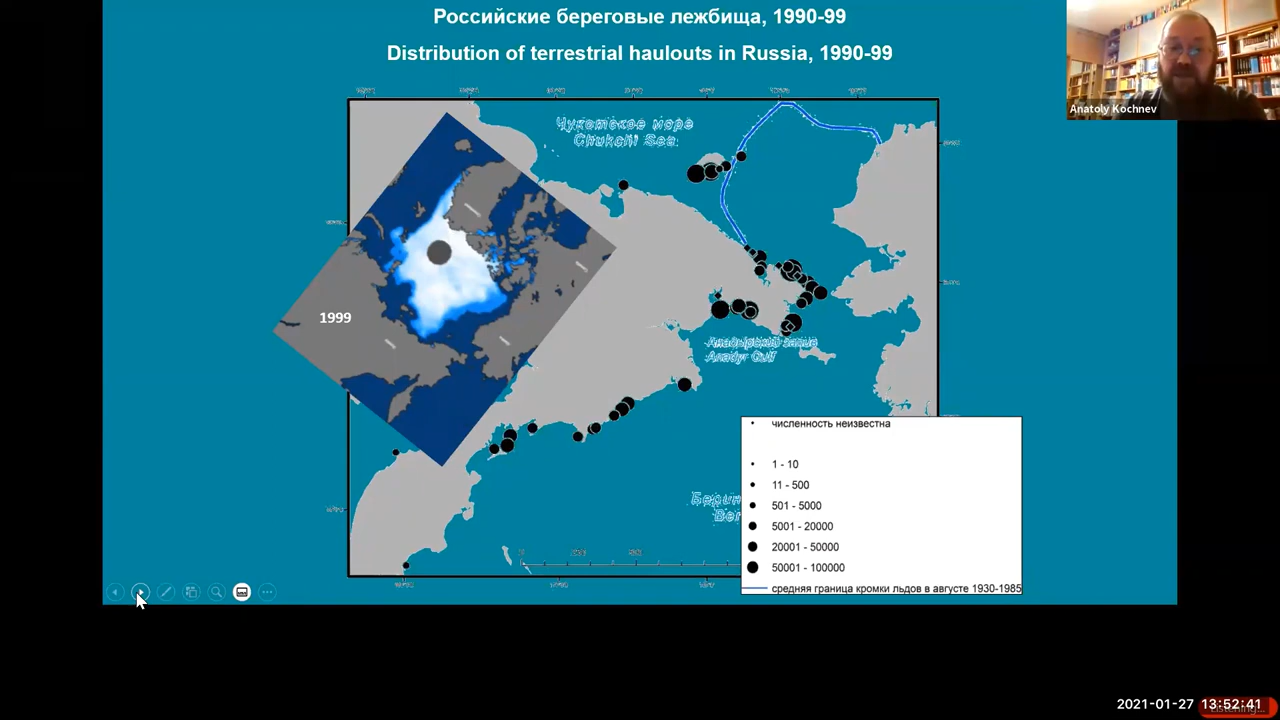 Российские береговые лежбища, 1990-99
Distribution of terrestrial haulouts in Russia, 1990-99
Anatoly Kochnev
Чукотское море
Chukchi Sea
1999
Анадырский залив
Anadyr Gulf
численность неизвестна
1 - 10
11 - 500
501 - 5000
5001 - 20000
20001 - 50000
50001 - 100000
средняя граница кромки льдов в августе 1930-1985
2021-01-27 13:52:41